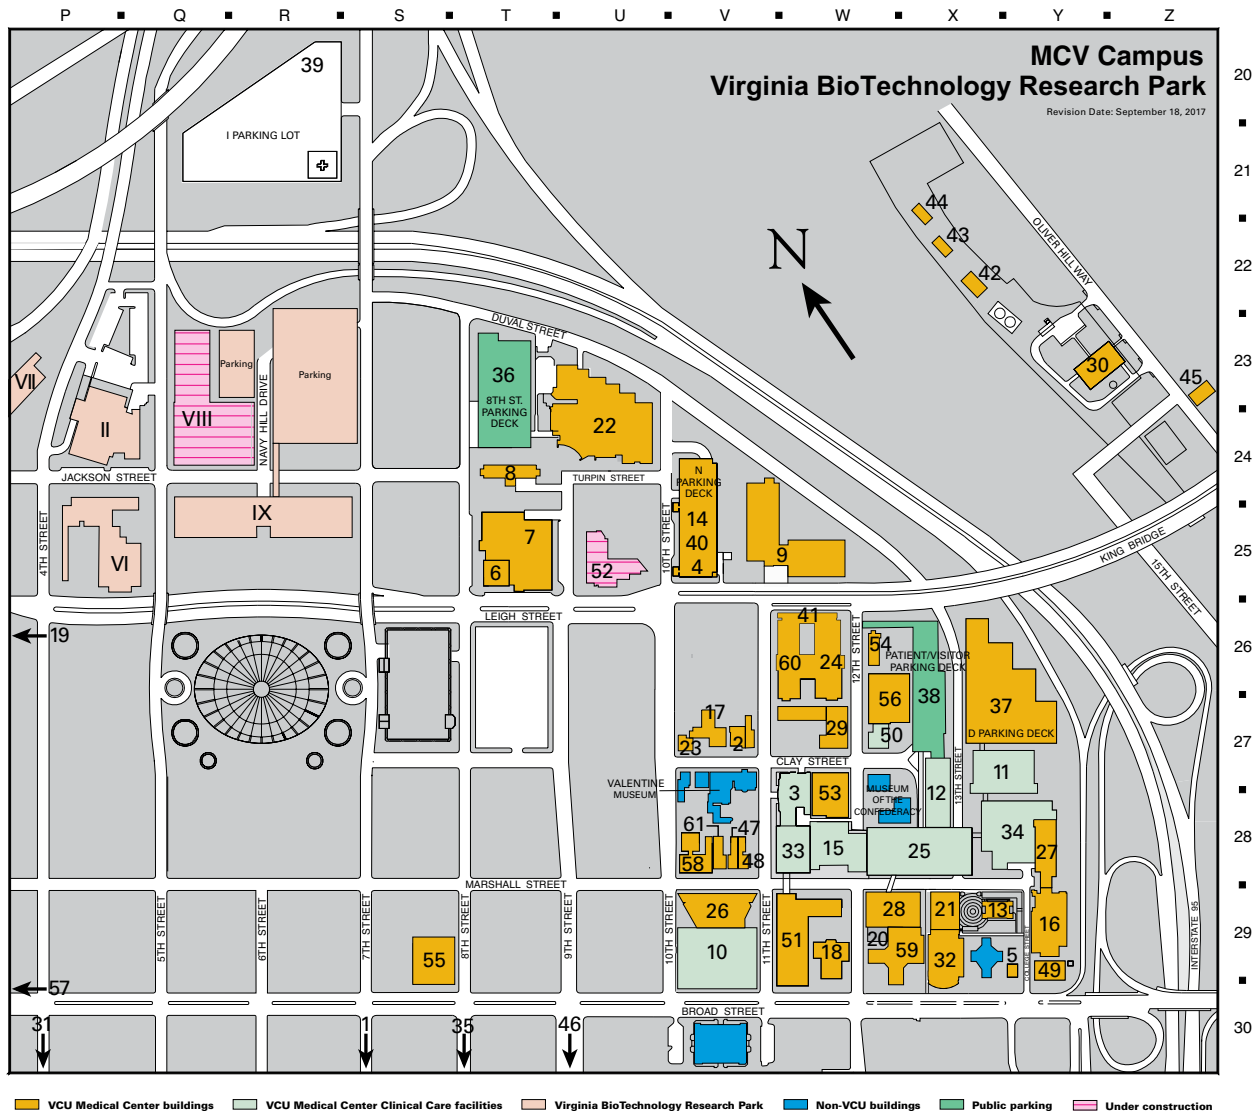 P Q R S T U V W X Y Z
MCV Campus
Virginia BioTechnology Research Park
Revision Date: September 18, 2017
20
39
I PARKING LOT
21
44
43
OLIVER HILL WAY
42
22
N
DUVAL STREET
Parking
Parking
VII
VIII
II
NAVY HILL DRIVE
36
8TH ST.
PARKING
DECK
22
30
45
23
JACKSON STREET
8
TURPIN STREET
N
PARKING
DECK
24
4TH STREET
IX
VI
7
6
52
10TH STREET
14
40
4
9
KING BRIDGE
15TH STREET
25
LEIGH STREET
19
41
60
24
12TH STREET
54
PATIENT/VISITOR
PARKING DECK
56
38
37
26
17
23
2
29
50
D PARKING DECK
27
CLAY STREET
13TH STREET
VALENTINE
MUSEUM
3
53
MUSEUM
OF THE
CONFEDERACY
12
11
61
47
58
48
33
15
25
34
27
28
MARSHALL STREET
5TH STREET
6TH STREET
7TH STREET
8TH STREET
9TH STREET
10TH STREET
11TH STREET
55
26
10
51
18
28
20
59
21
32
13
5
COLLEGE STREET
16
49
INTERSTATE 95
29
57
BROAD STREET
31
1
35
46
30
VCU Medical Center buildings VCU Medical Center Clinical Care facilities Virginia BioTechnology Research Park Non-VCU buildings Public parking Under construction